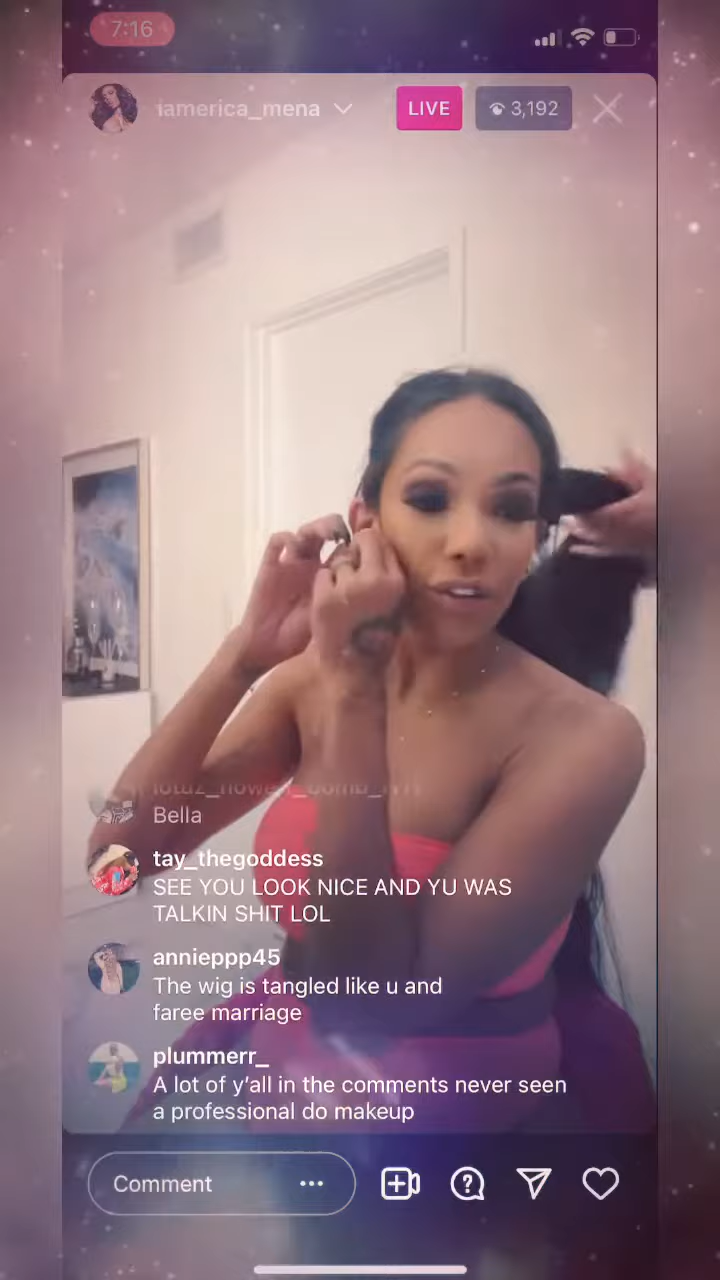 7:16
iamerica_mena
LIVE
3,192
Bella
tay_thegoddess
SEE YOU LOOK NICE AND YU WAS
TALKIN SHIT LOL
annieppp45
The wig is tangled like u and
faree marriage
plummerr_
A lot of y'all in the comments never seen
a professional do makeup
Comment